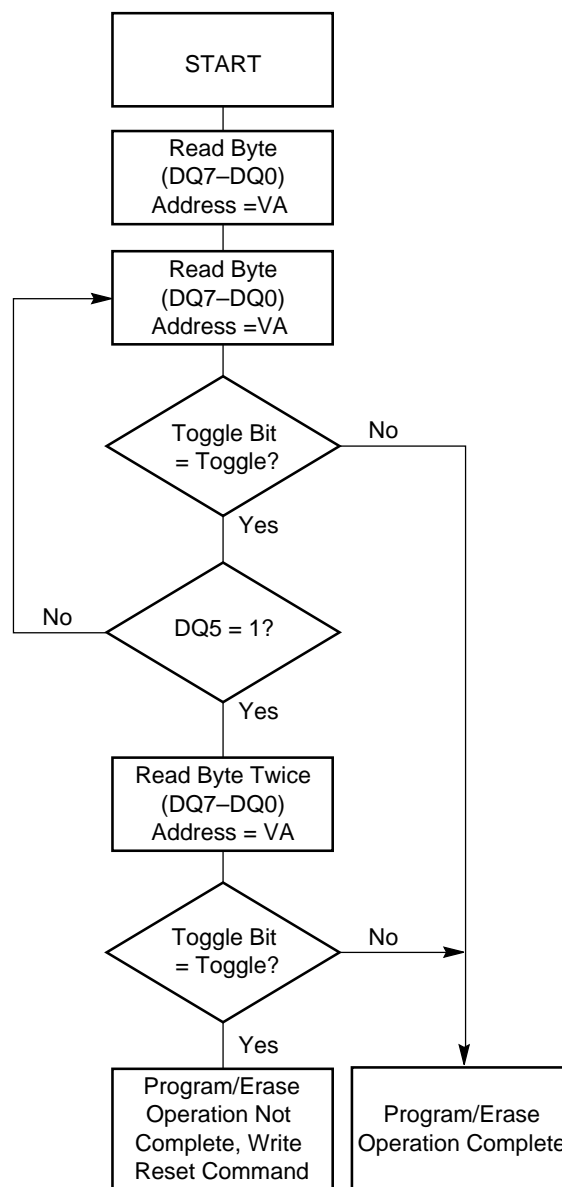 START
Read Byte
(DQ7–DQ0)
Address =VA
Read Byte
(DQ7–DQ0)
Address =VA
Toggle Bit
= Toggle?
No
Yes
No
DQ5 = 1?
Yes
Read Byte Twice
(DQ7–DQ0)
Address = VA
Toggle Bit
= Toggle?
No
Yes
Program/Erase
Operation Not
Complete, Write
Reset Command
Program/Erase
Operation Complete